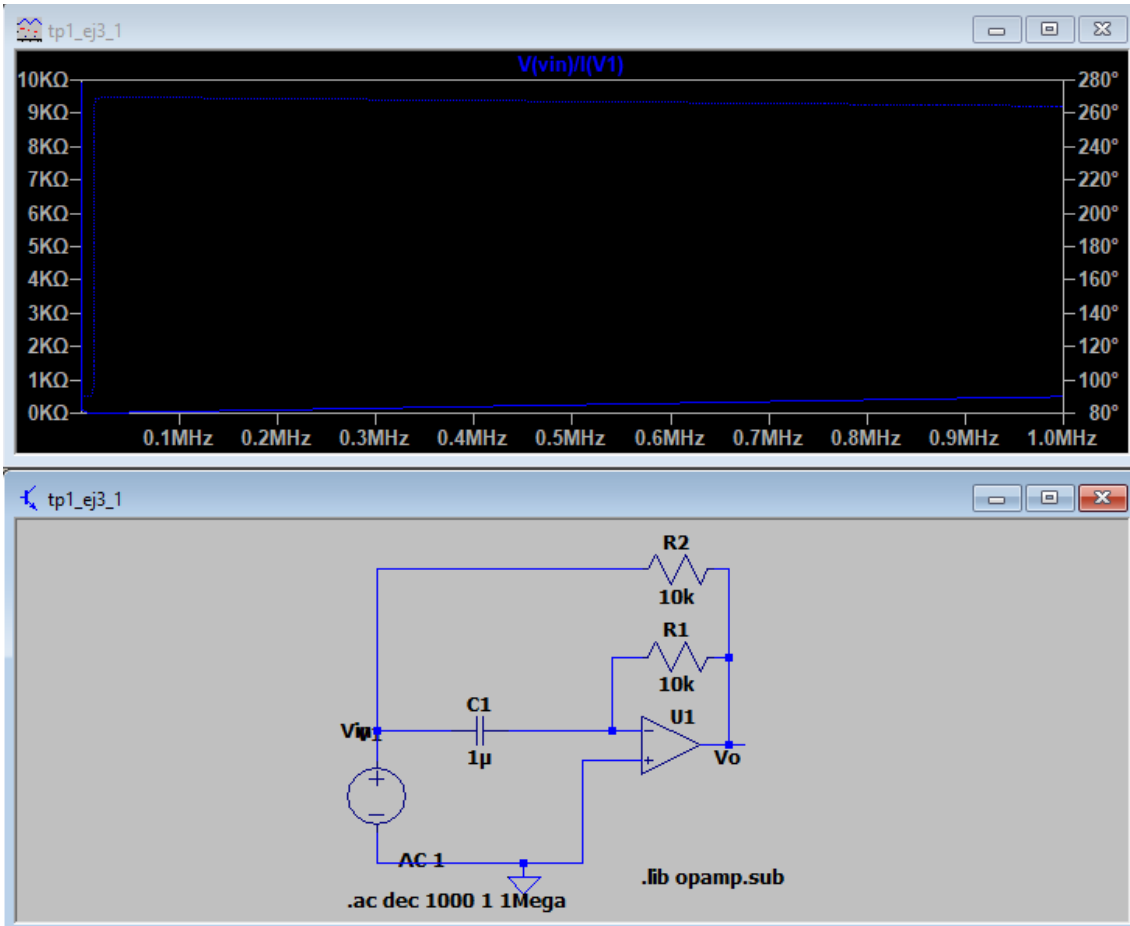 tp1_ej3_1
V(vin)/I(V1)
10KΩ
9KΩ
8KΩ
7KΩ
6KΩ
5KΩ
4KΩ
3KΩ
2KΩ
1KΩ
0KΩ
280°
260°
240°
220°
200°
180°
160°
140°
120°
100°
80°
0.1MHz 0.2MHz 0.3MHz 0.4MHz 0.5MHz 0.6MHz 0.7MHz 0.8MHz 0.9MHz 1.0MHz
tp1_ej3_1
R2
10k
R1
10k
C1
1µ
U1
Vo
AC 1
.lib opamp.sub
.ac dec 1000 1 1Mega